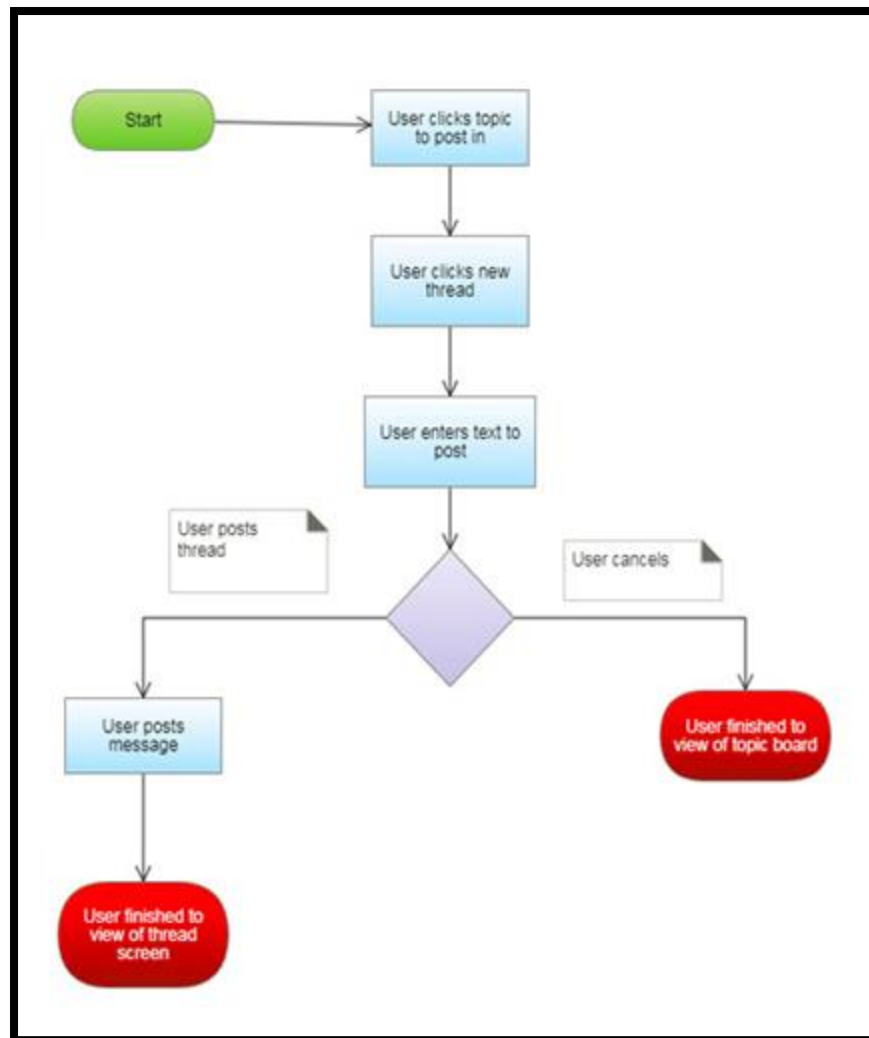 Start
User clicks topic
to post in
User clicks new
thread
User enters text to
post
User posts
thread
User cancels
User posts
message
User finished to
view of topic board
User finished to
view of thread
screen